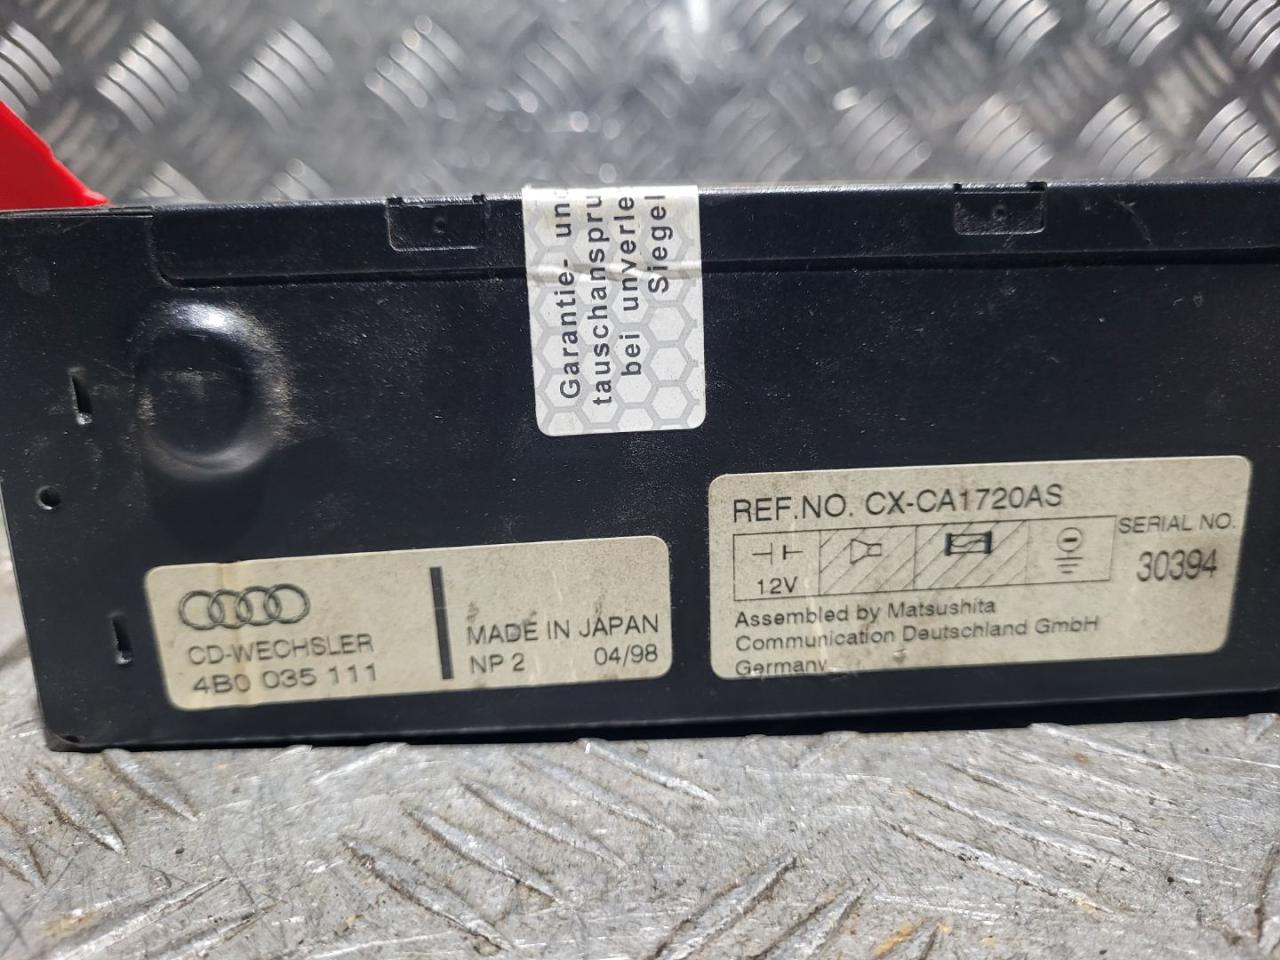 Garantie- un
tauschanspru
bei unverle
Siegel
REF.NO. CX-CA1720AS
12V
SERIAL NO.
30394
Assembled by Matsushita
Communication Deutschland GmbH
Germany
CD-WECHSLER
4B0 035 111
MADE IN JAPAN
NP 2 04/98